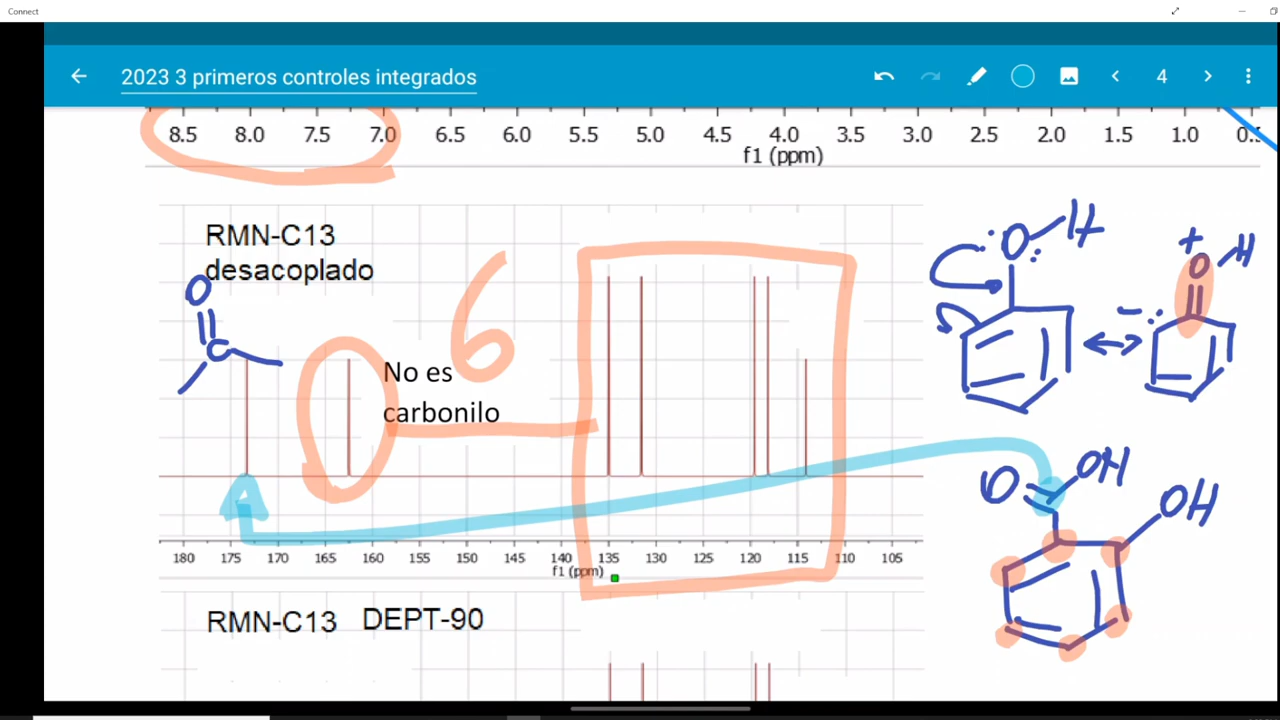 Connect
2023 3 primeros controles integrados
4
8.5 8.0 7.5 7.0 6.5 6.0 5.5 5.0 4.5 4.0 3.5 3.0 2.5 2.0 1.5 1.0
f1 (ppm)
RMN-C13
desacoplado
O
C
6
No es
carbonilo
O H
+
O H
O OH
OH
180 175 170 165 160 155 150 145 140 135 130 125 120 115 110 105
f1 (ppm)
RMN-C13 DEPT-90